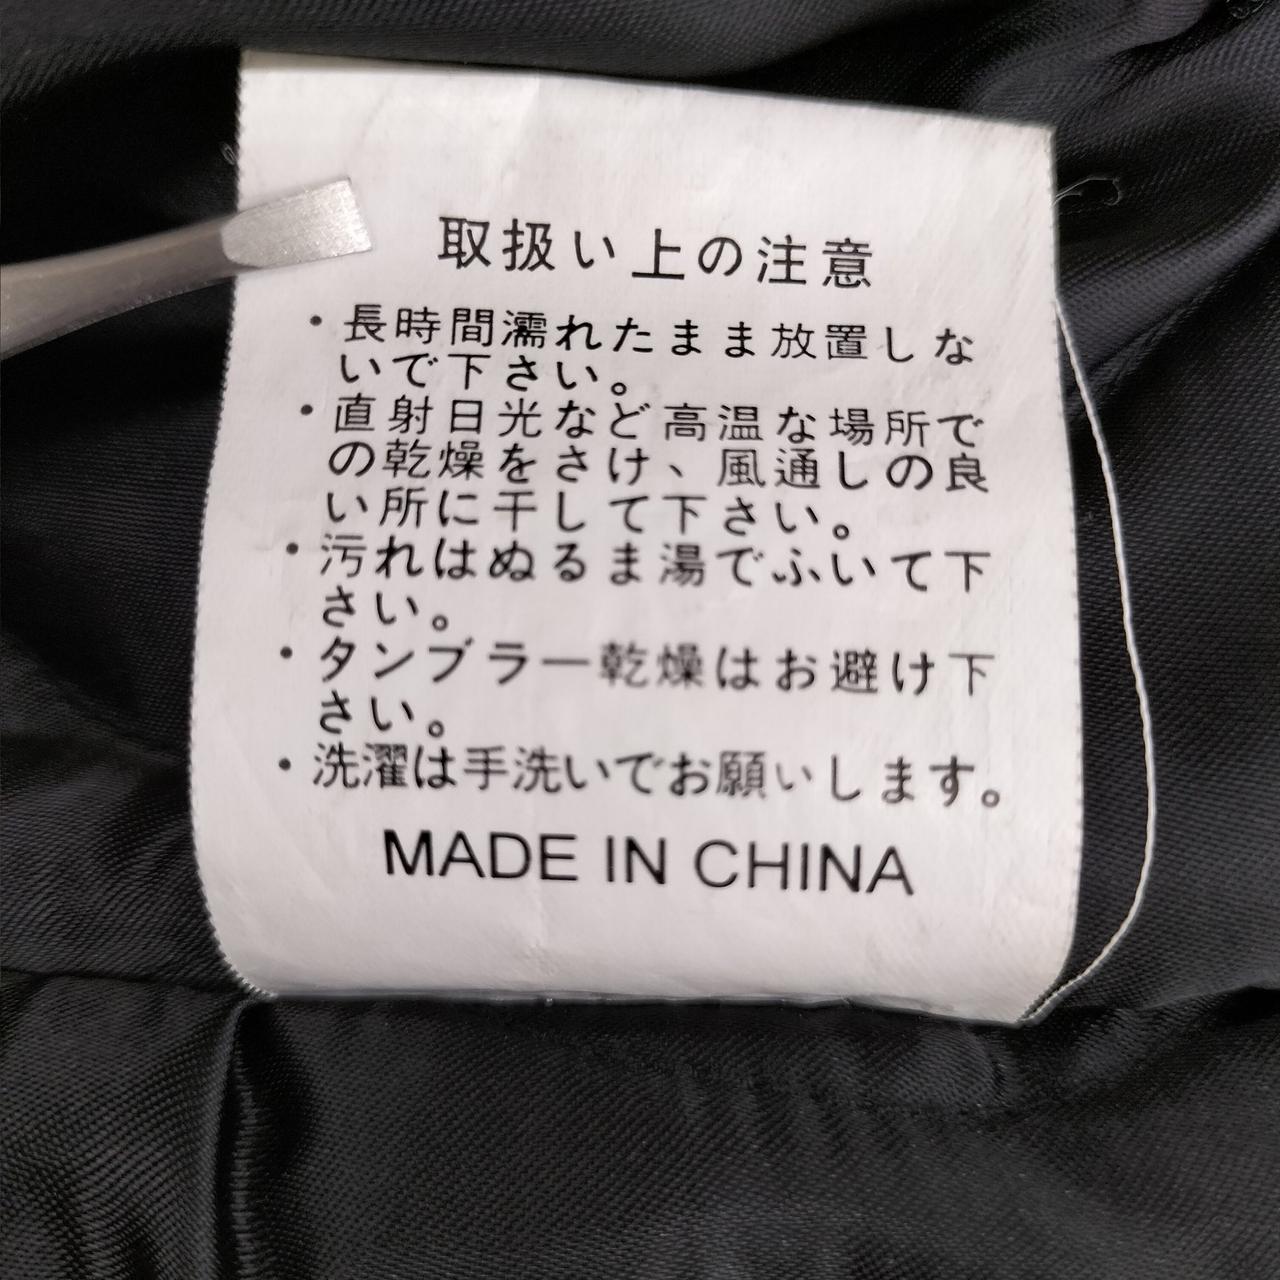 取扱い上の注意
・長時間濡れたまま放置しな
いで下さい。
・直射日光など高温な場所で
の乾燥をさけ、風通しの良
い所に干して下さい。
・汚れはぬるま湯でふいて下
さい。
・タンブラー乾燥はお避け下
さい。
・洗濯は手洗いでお願いします。
MADE IN CHINA